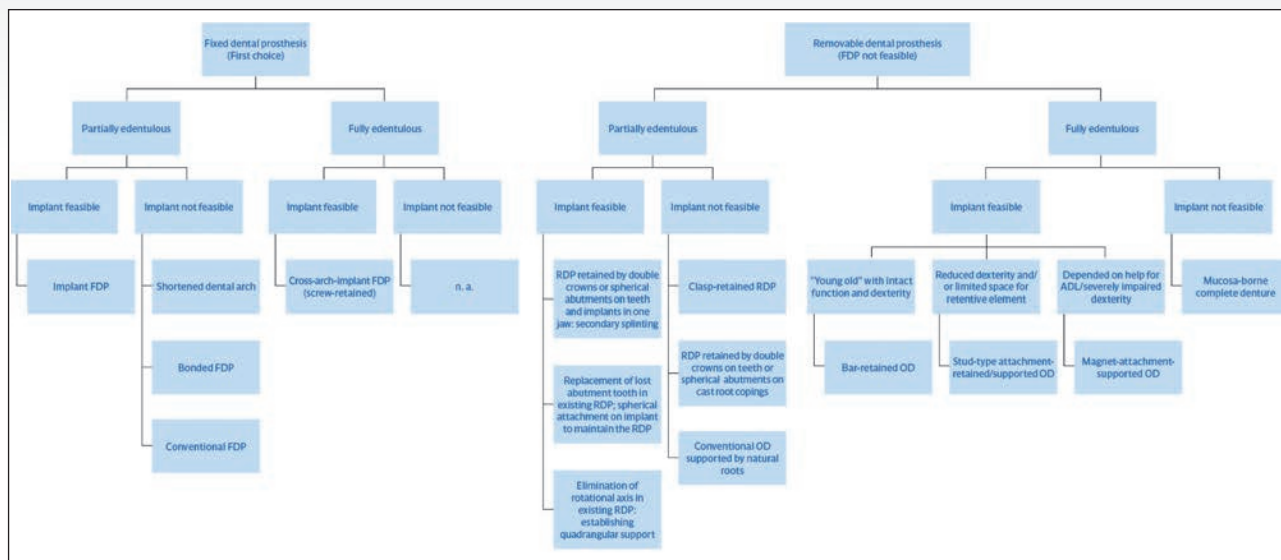 Fixed dental prosthesis
(First choice)
Removable dental prosthesis
(FDP not feasible)
Partially edentulous
Fully edentulous
Partially edentulous
Fully edentulous
Implant feasible
Implant not feasible
Implant feasible
Implant not feasible
Implant feasible
Implant not feasible
Implant feasible
Implant not feasible
Implant FDP
Shortened dental arch
Bonded FDP
Conventional FDP
Cross-arch-implant FDP
(screw-retained)
n. a.
RDP retained by double
crowns or spherical
abutments on teeth
and implants in one
jaw: secondary splinting
Replacement of lost
abutment tooth in
existing RDP; spherical
attachment on implant
to maintain the RDP
Elimination of
rotational axis in
existing RDP:
establishing
quadrangular support
Clasp-retained RDP
RDP retained by double
crowns on teeth or
spherical abutments on
cast root copings
Conventional OD
supported by natural
roots
"Young old" with intact
function and dexterity
Bar-retained OD
Reduced dexterity and/
or limited space for
retentive element
Stud-type attachment-
retained/supported OD
Depended on help for
ADL/severely impaired
dexterity
Magnet-attachment-
supported OD
Mucosa-borne
complete denture